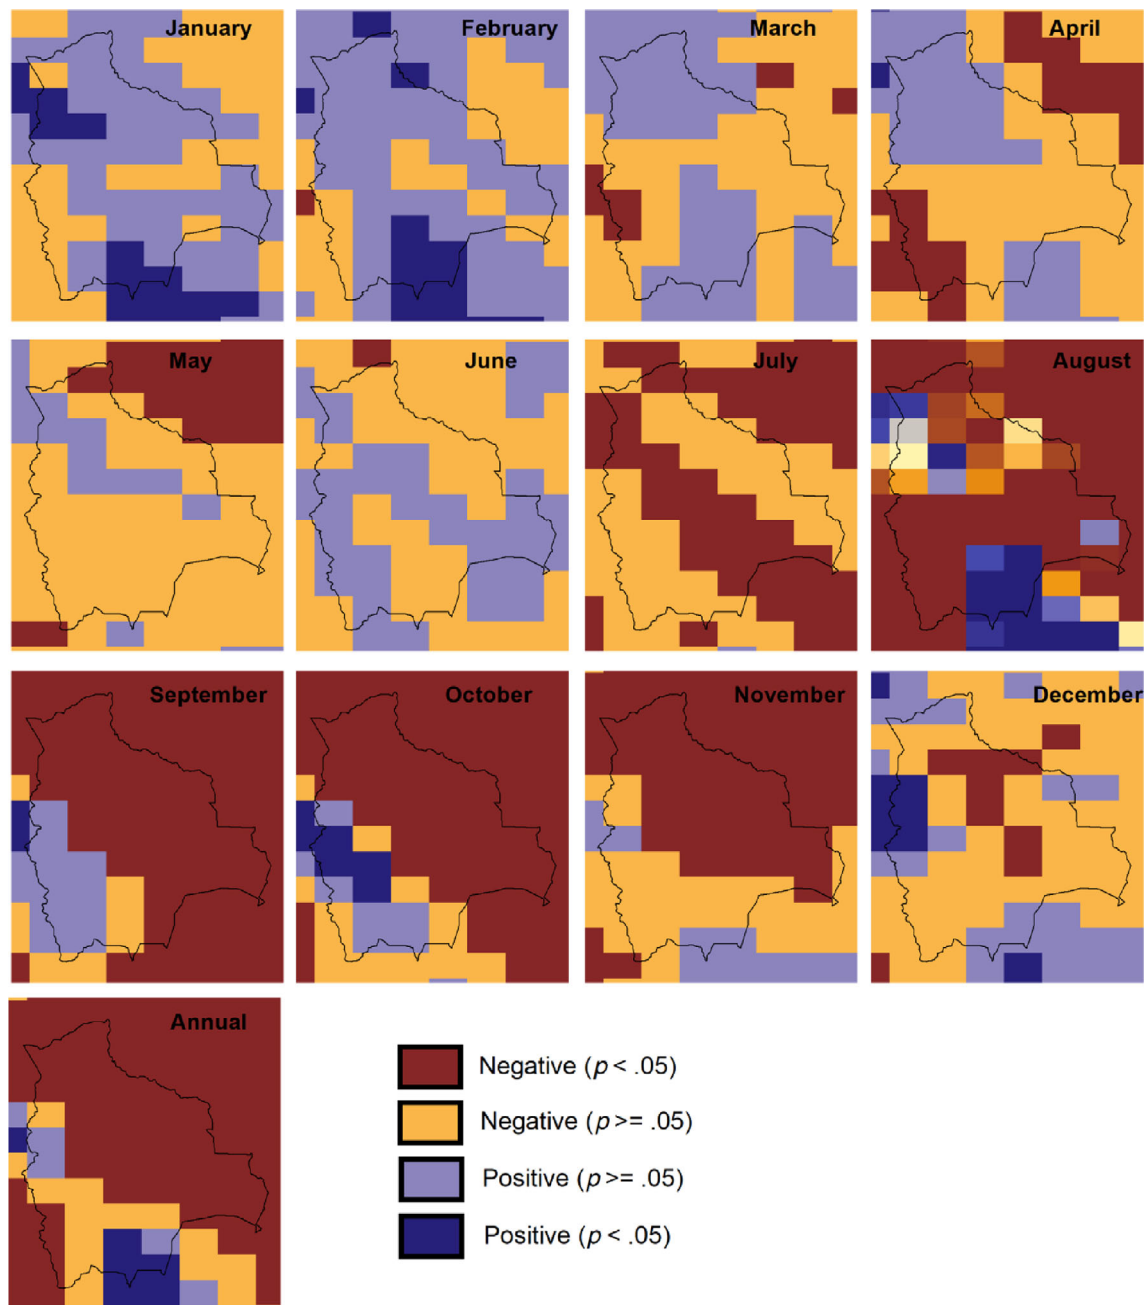 January
February
March
April
May
June
July
August
September
October
November
December
Annual
Negative (p < .05)
Negative (p >= .05)
Positive (p >= .05)
Positive (p < .05)